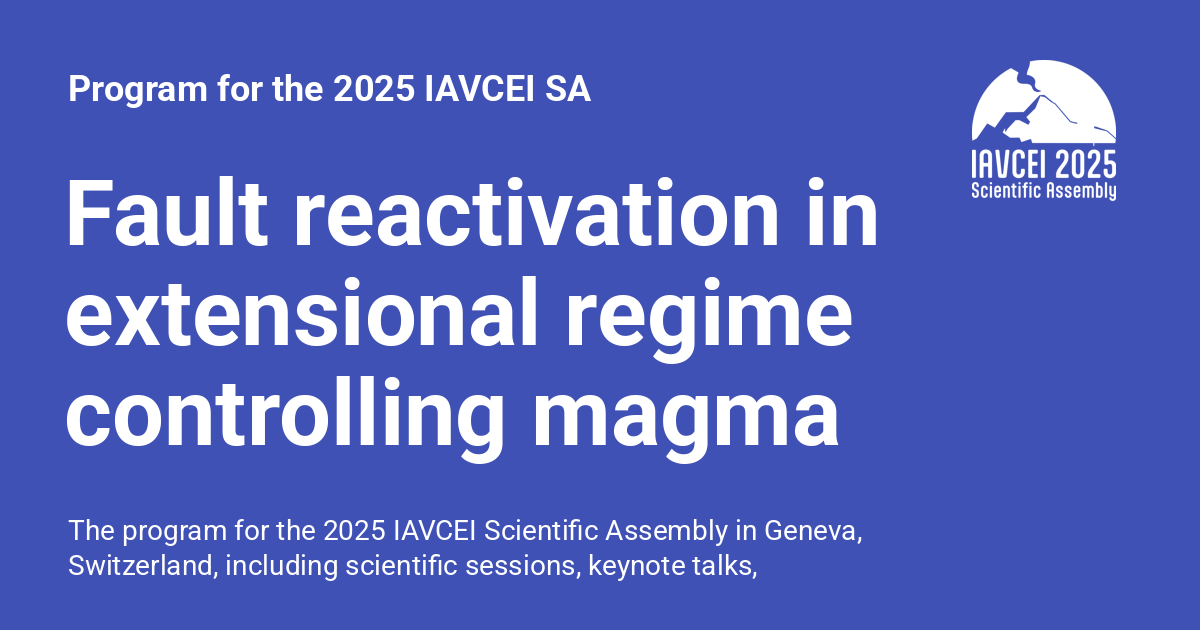 Program for the 2025 IAVCEI SA
IAVCEI 2025
Scientific Assembly
Fault reactivation in
extensional regime
controlling magma
The program for the 2025 IAVCEI Scientific Assembly in Geneva,
Switzerland, including scientific sessions, keynote talks,